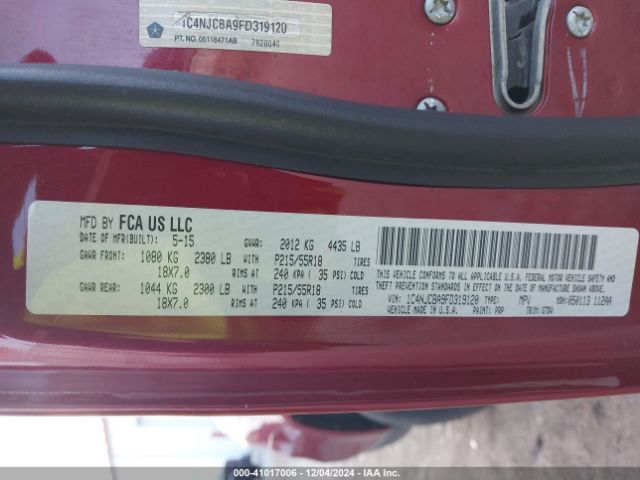 1C4NJCBA9FD319120
PT. NO. 05116471AB 7920040
MFD BY FCA US LLC
DATE OF MFR(BUILT): 5-15 GVWR: 2012 KG 4435 LB
GAWR FRONT: 1080 KG 2380 LB WITH P215/55R18 TIRES
18X7.0 RIMS AT 240 KPA ( 35 PSI) COLD
GAWR REAR: 1044 KG 2300 LB WITH P215/55R18 TIRES
18X7.0 RIMS AT 240 KPA ( 35 PSI) COLD
THIS VEHICLE CONFORMS TO ALL APPLICABLE U.S.A. FEDERAL MOTOR VEHICLE SAFETY AND
THEFT PREVENTION STANDARDS IN EFFECT ON THE DATE OF MANUFACTURE SHOWN ABOVE.
VIN: 1C4NJCBA9FD319120 TYPE: MPV MDH:050113 112AA
VEHICLE MADE IN U.S.A. PAINT: PRP TRIM:
000-41017006 - 12/04/2024 - IAA Inc.